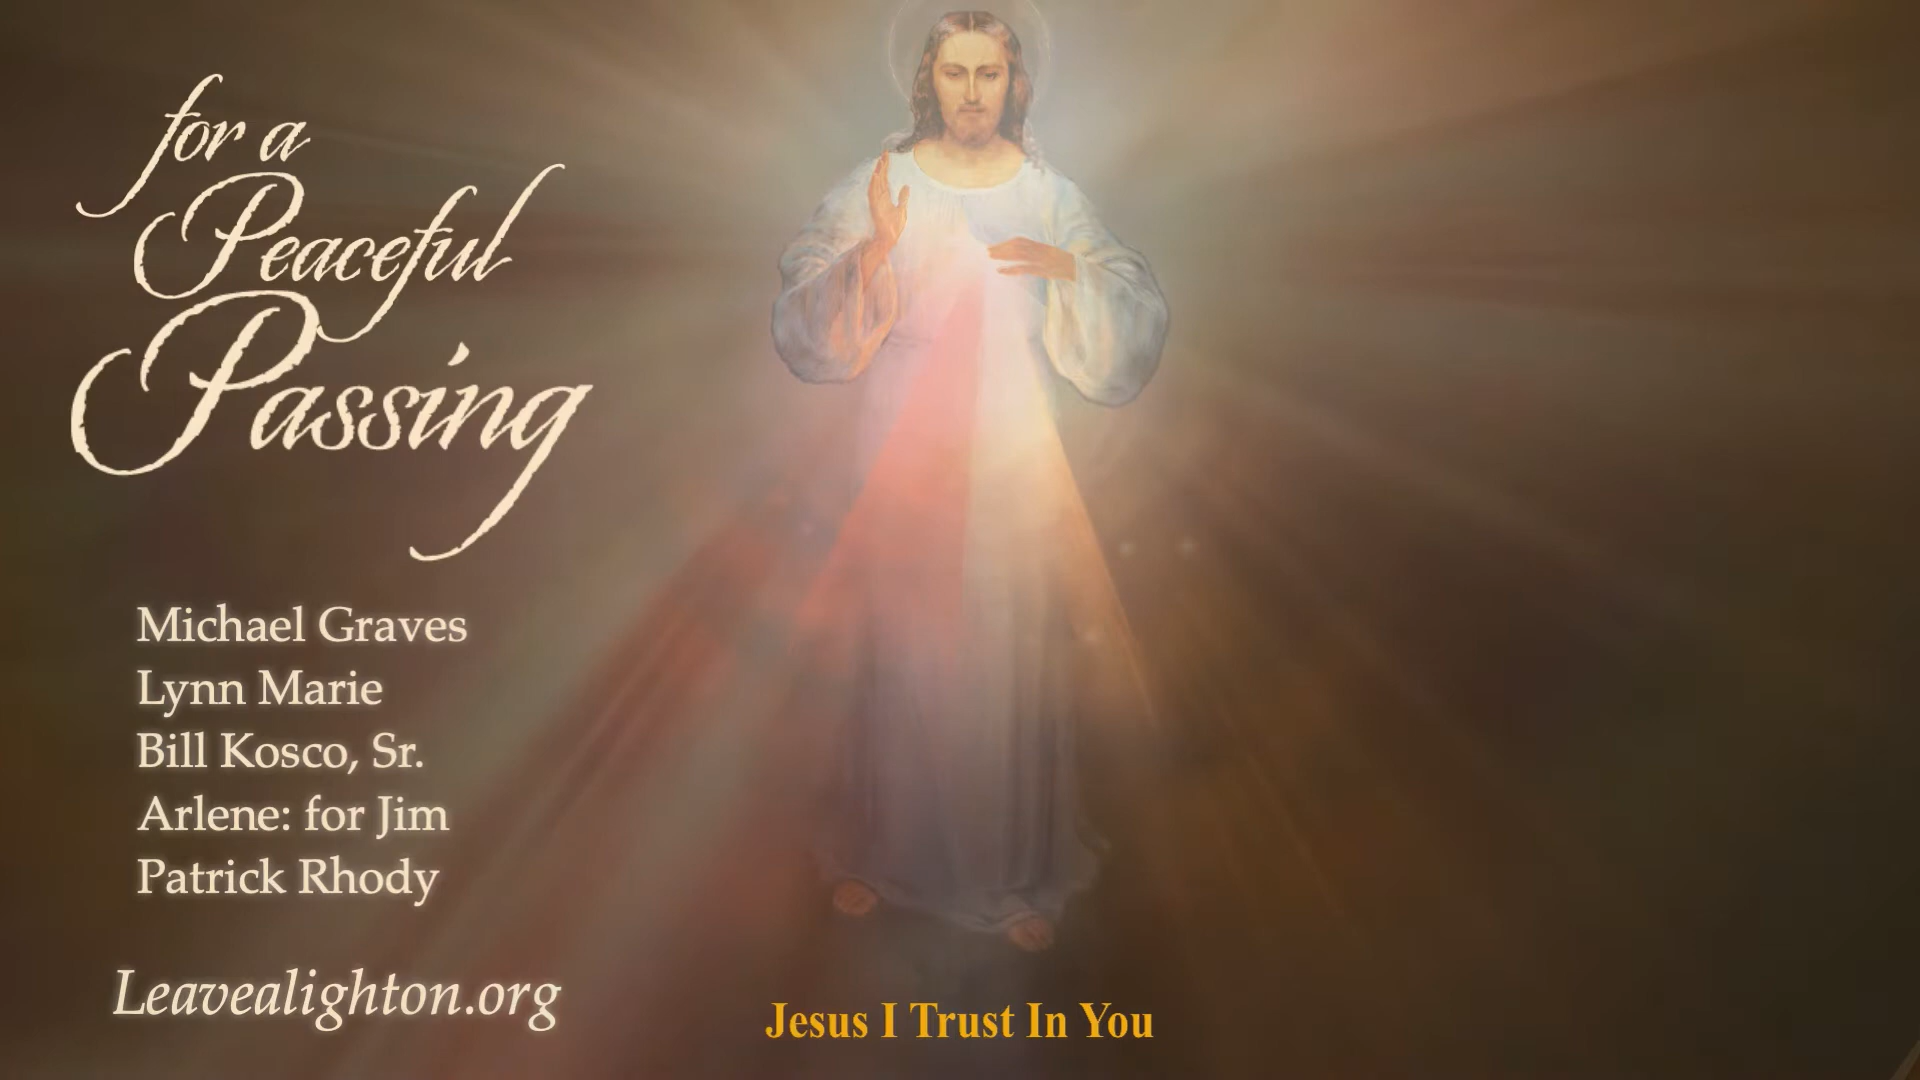 for a
Peaceful
Passing
Michael Graves
Lynn Marie
Bill Kosco, Sr.
Arlene: for Jim
Patrick Rhody
Leavealighton.org
Jesus I Trust In You